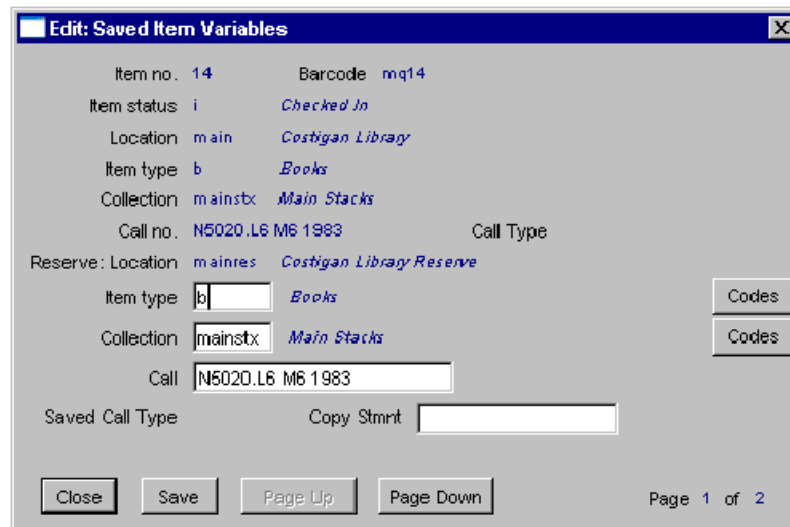 Edit: Saved Item Variables
Item no. 14 Barcode mq14
Item status i Checked In
Location main Costigan Library
Item type b Books
Collection mainstx Main Stacks
Call no. N5020.L6 M6 1983 Call Type
Reserve: Location mainres Costigan Library Reserve
Item type b Books Codes
Collection mainstx Main Stacks Codes
Call N5020.L6 M6 1983
Saved Call Type Copy Stmnt
Close Save Page Up Page Down Page 1 of 2